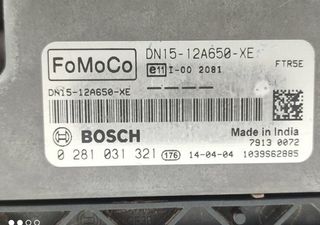 FoMoCo
DN15-12A650-XE
e11 I-00 2081
FTR5E
DN15-12A650-XE
BOSCH
Made in India
7913 0072
0 281 031 321 176 14-04-04 1039S62885